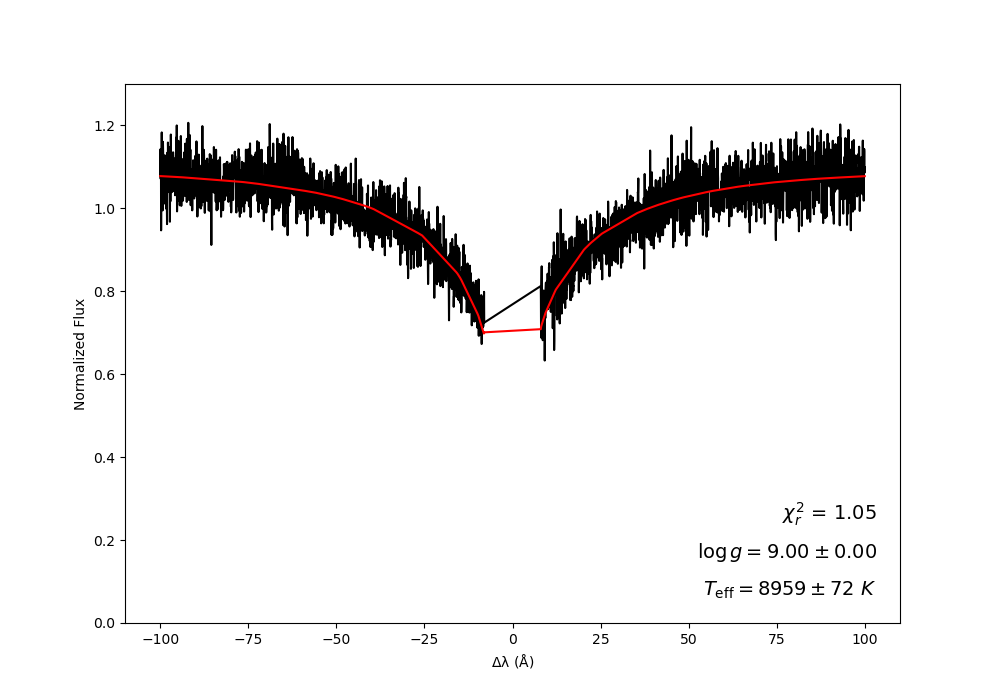 1.2
1.0
0.8
0.6
0.4
0.2
0.0
Normalized Flux
χ²ᵣ = 1.05
log g = 9.00 ± 0.00
T_eff = 8959 ± 72 K
−100 −75 −50 −25 0 25 50 75 100
Δλ (Å)